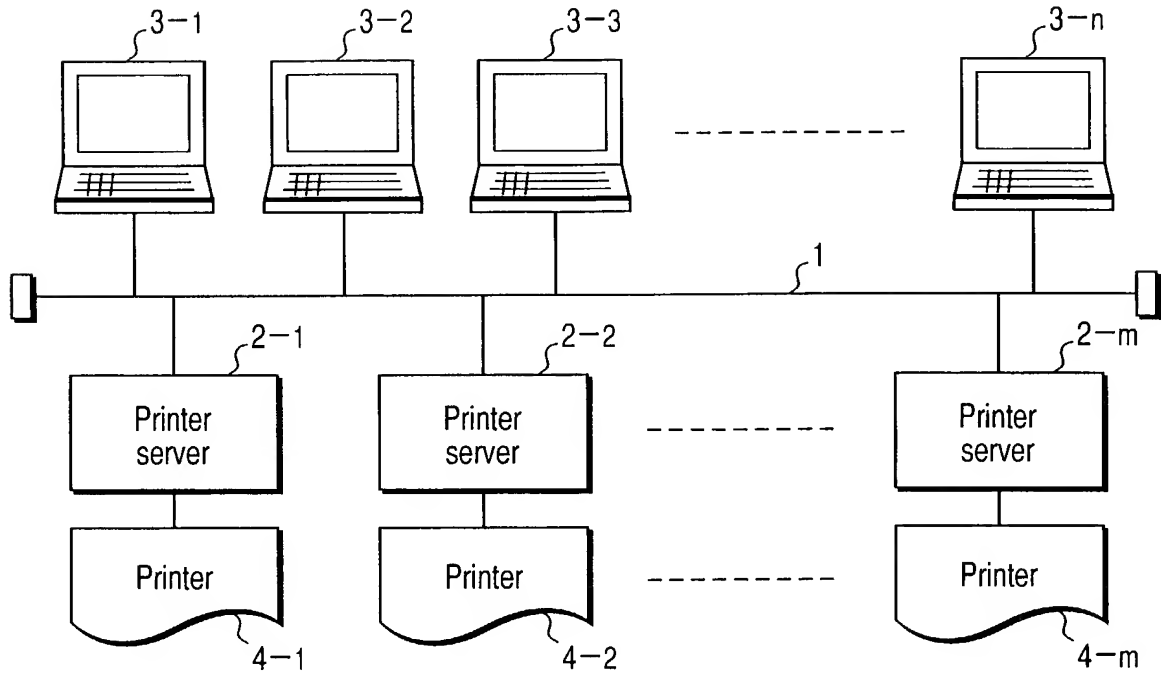 3-1
3-2
3-3
3-n
1
2-1
2-2
2-m
Printer
server
Printer
server
Printer
server
Printer
Printer
Printer
4-1
4-2
4-m